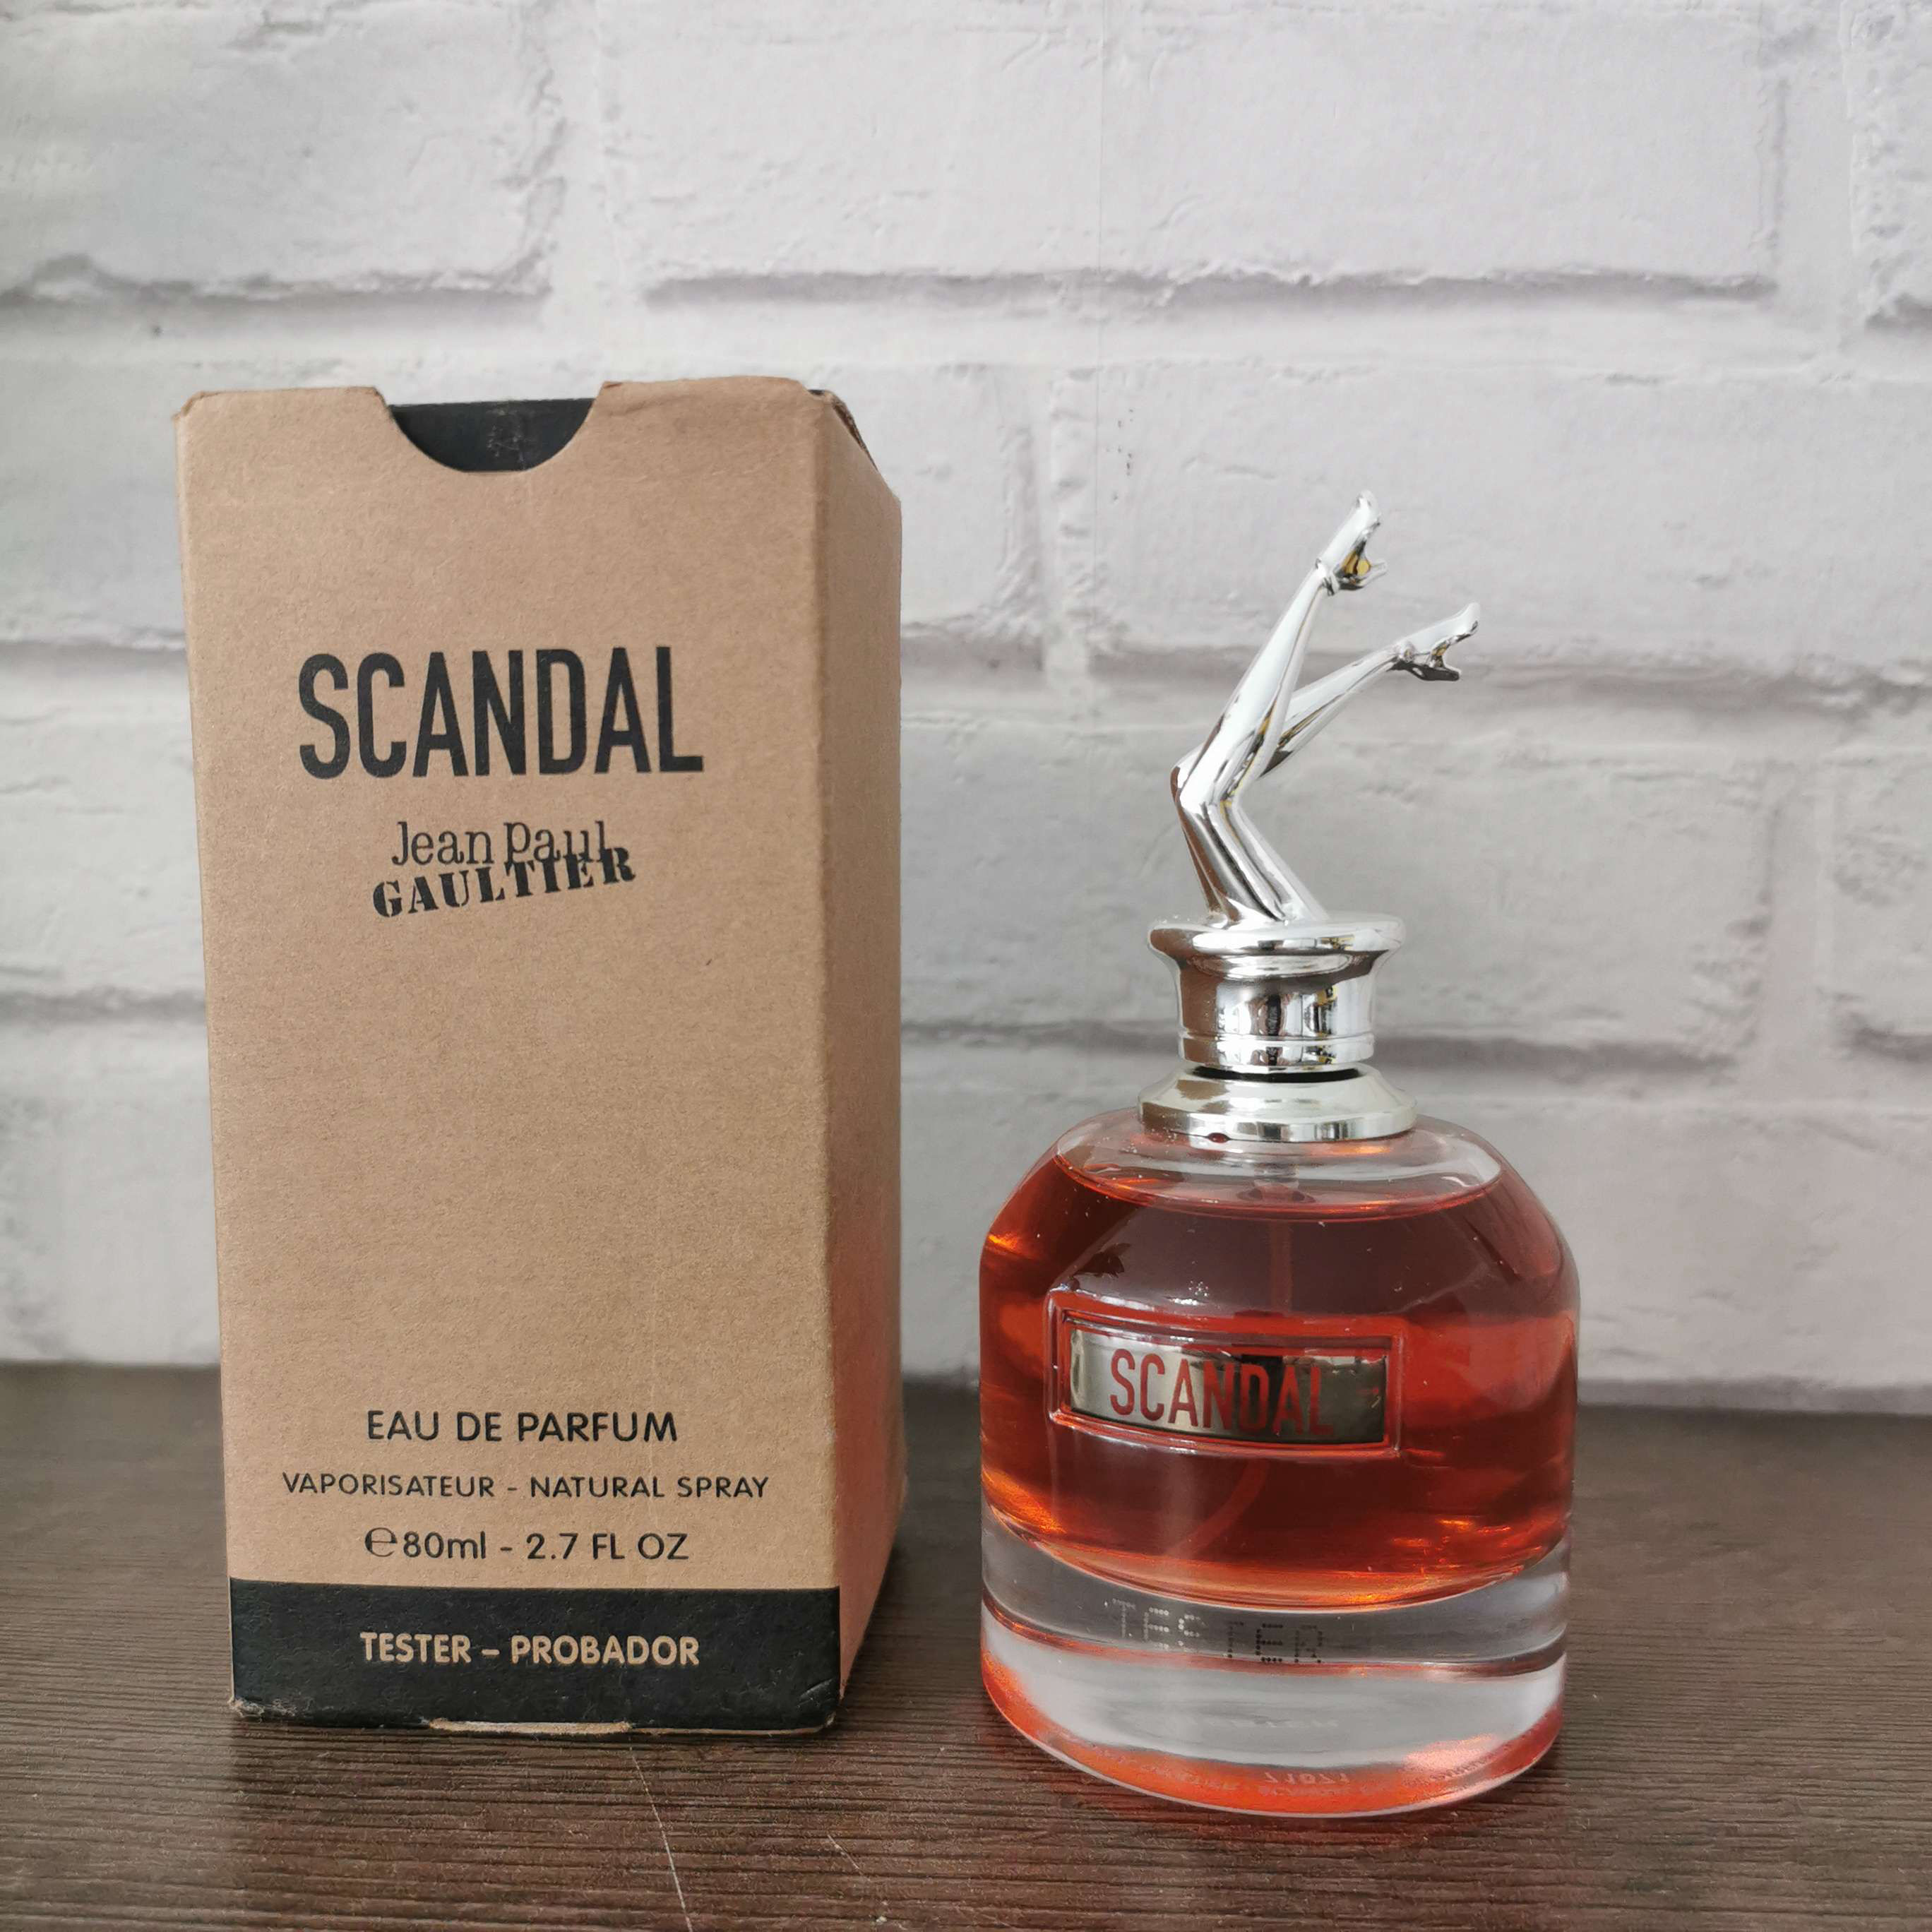 SCANDAL
Jean Paul
GAULTIER
EAU DE PARFUM
VAPORISATEUR - NATURAL SPRAY
℮80ml - 2.7 FL OZ
TESTER – PROBADOR
SCANDAL
TESTER